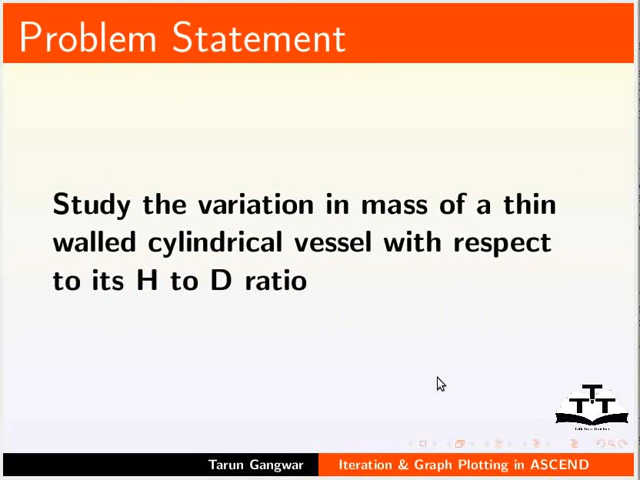 Problem Statement
Study the variation in mass of a thin
walled cylindrical vessel with respect
to its H to D ratio
TTT
Tarun Gangwar Iteration & Graph Plotting in ASCEND